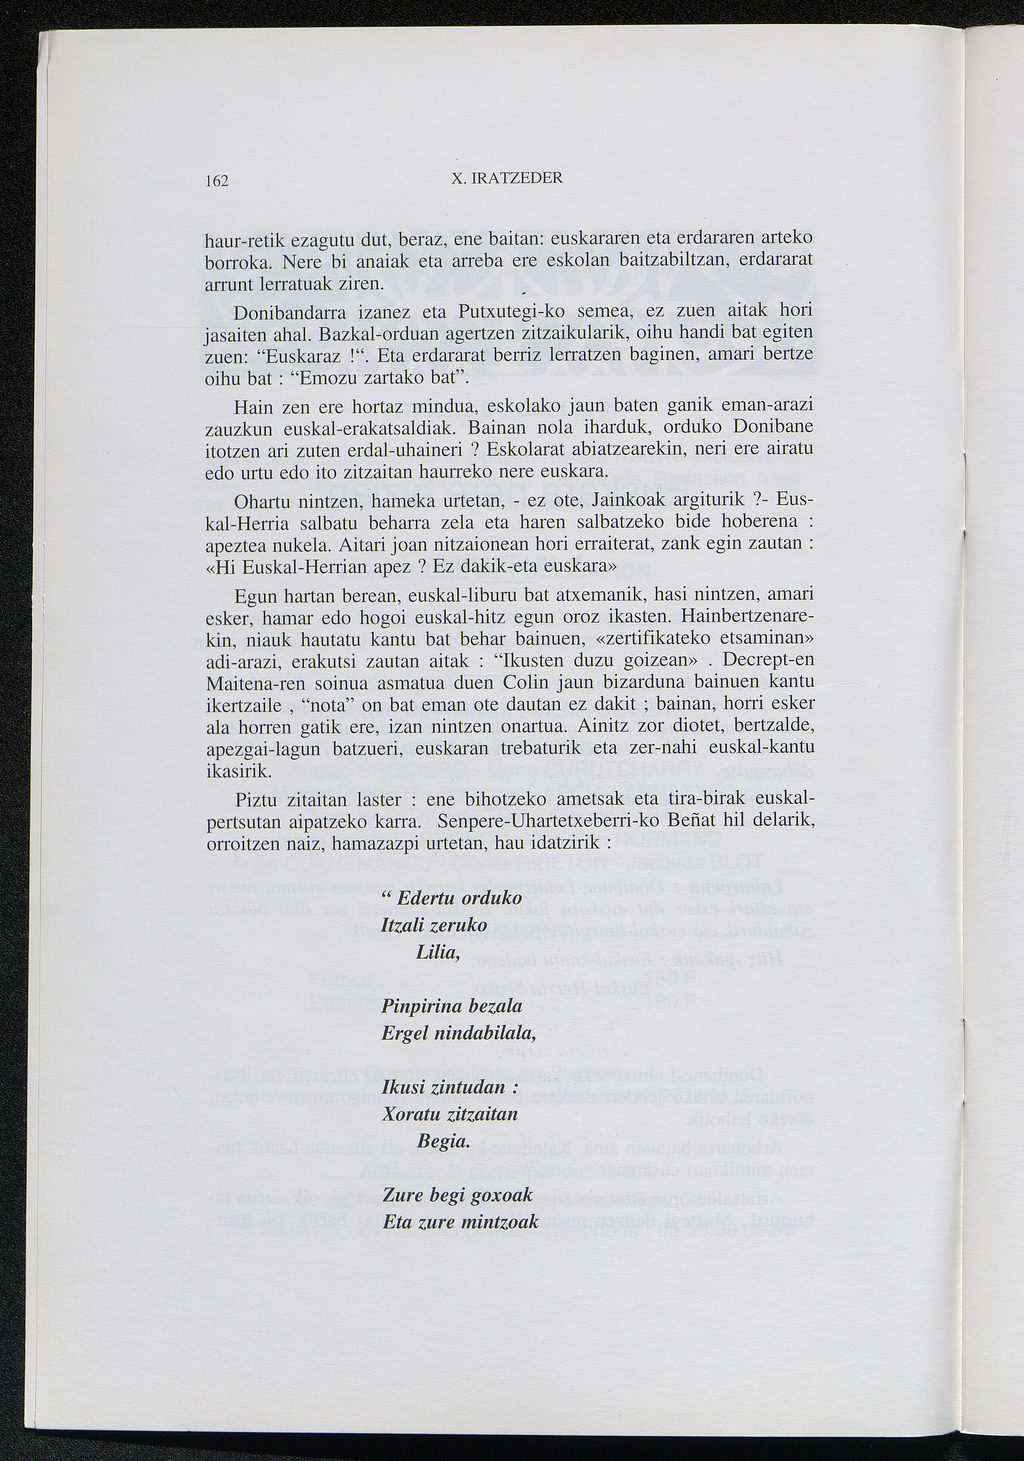 162
X. IRATZEDER
haur-retik ezagutu dut, beraz, ene baitan: euskararen eta erdararen arteko
borroka. Nere bi anaiak eta arreba ere eskolan baitzabiltzan, erdararat
arrunt lerratuak ziren.
Donibandarra izanez eta Putxutegi-ko semea, ez zuen aitak hori
jasaiten ahal. Bazkal-orduan agertzen zitzaikularik, oihu handi bat egiten
zuen: “Euskaraz !“. Eta erdararat berriz lerratzen baginen, amari bertze
oihu bat : “Emozu zartako bat”.
Hain zen ere hortaz mindua, eskolako jaun baten ganik eman-arazi
zauzkun euskal-erakatsaldiak. Bainan nola iharduk, orduko Donibane
itotzen ari zuten erdal-uhaineri ? Eskolarat abiatzearekin, neri ere airatu
edo urtu edo ito zitzaitan haurreko nere euskara.
Ohartu nintzen, hameka urtetan, - ez ote, Jainkoak argiturik ?- Eus-
kal-Herria salbatu beharra zela eta haren salbatzeko bide hoberena :
apeztea nukela. Aitari joan nitzaionean hori erraiterat, zank egin zautan :
«Hi Euskal-Herrian apez ? Ez dakik-eta euskara»
Egun hartan berean, euskal-liburu bat atxemanik, hasi nintzen, amari
esker, hamar edo hogoi euskal-hitz egun oroz ikasten. Hainbertzenare-
kin, niauk hautatu kantu bat behar bainuen, «zertifikateko etsaminan»
adi-arazi, erakutsi zautan aitak : “Ikusten duzu goizean» . Decrept-en
Maitena-ren soinua asmatua duen Colin jaun bizarduna bainuen kantu
ikertzaile , “nota” on bat eman ote dautan ez dakit ; bainan, horri esker
ala horren gatik ere, izan nintzen onartua. Ainitz zor diotet, bertzalde,
apezgai-lagun batzueri, euskaran trebaturik eta zer-nahi euskal-kantu
ikasirik.
Piztu zitaitan laster : ene bihotzeko ametsak eta tira-birak euskal-
pertsutan aipatzeko karra. Senpere-Uhartetxeberri-ko Beñat hil delarik,
orroitzen naiz, hamazazpi urtetan, hau idatzirik :
“ Edertu orduko
Itzali zeruko
Lilia,
Pinpirina bezala
Ergel nindabilala,
Ikusi zintudan :
Xoratu zitzaitan
Begia.
Zure begi goxoak
Eta zure mintzoak